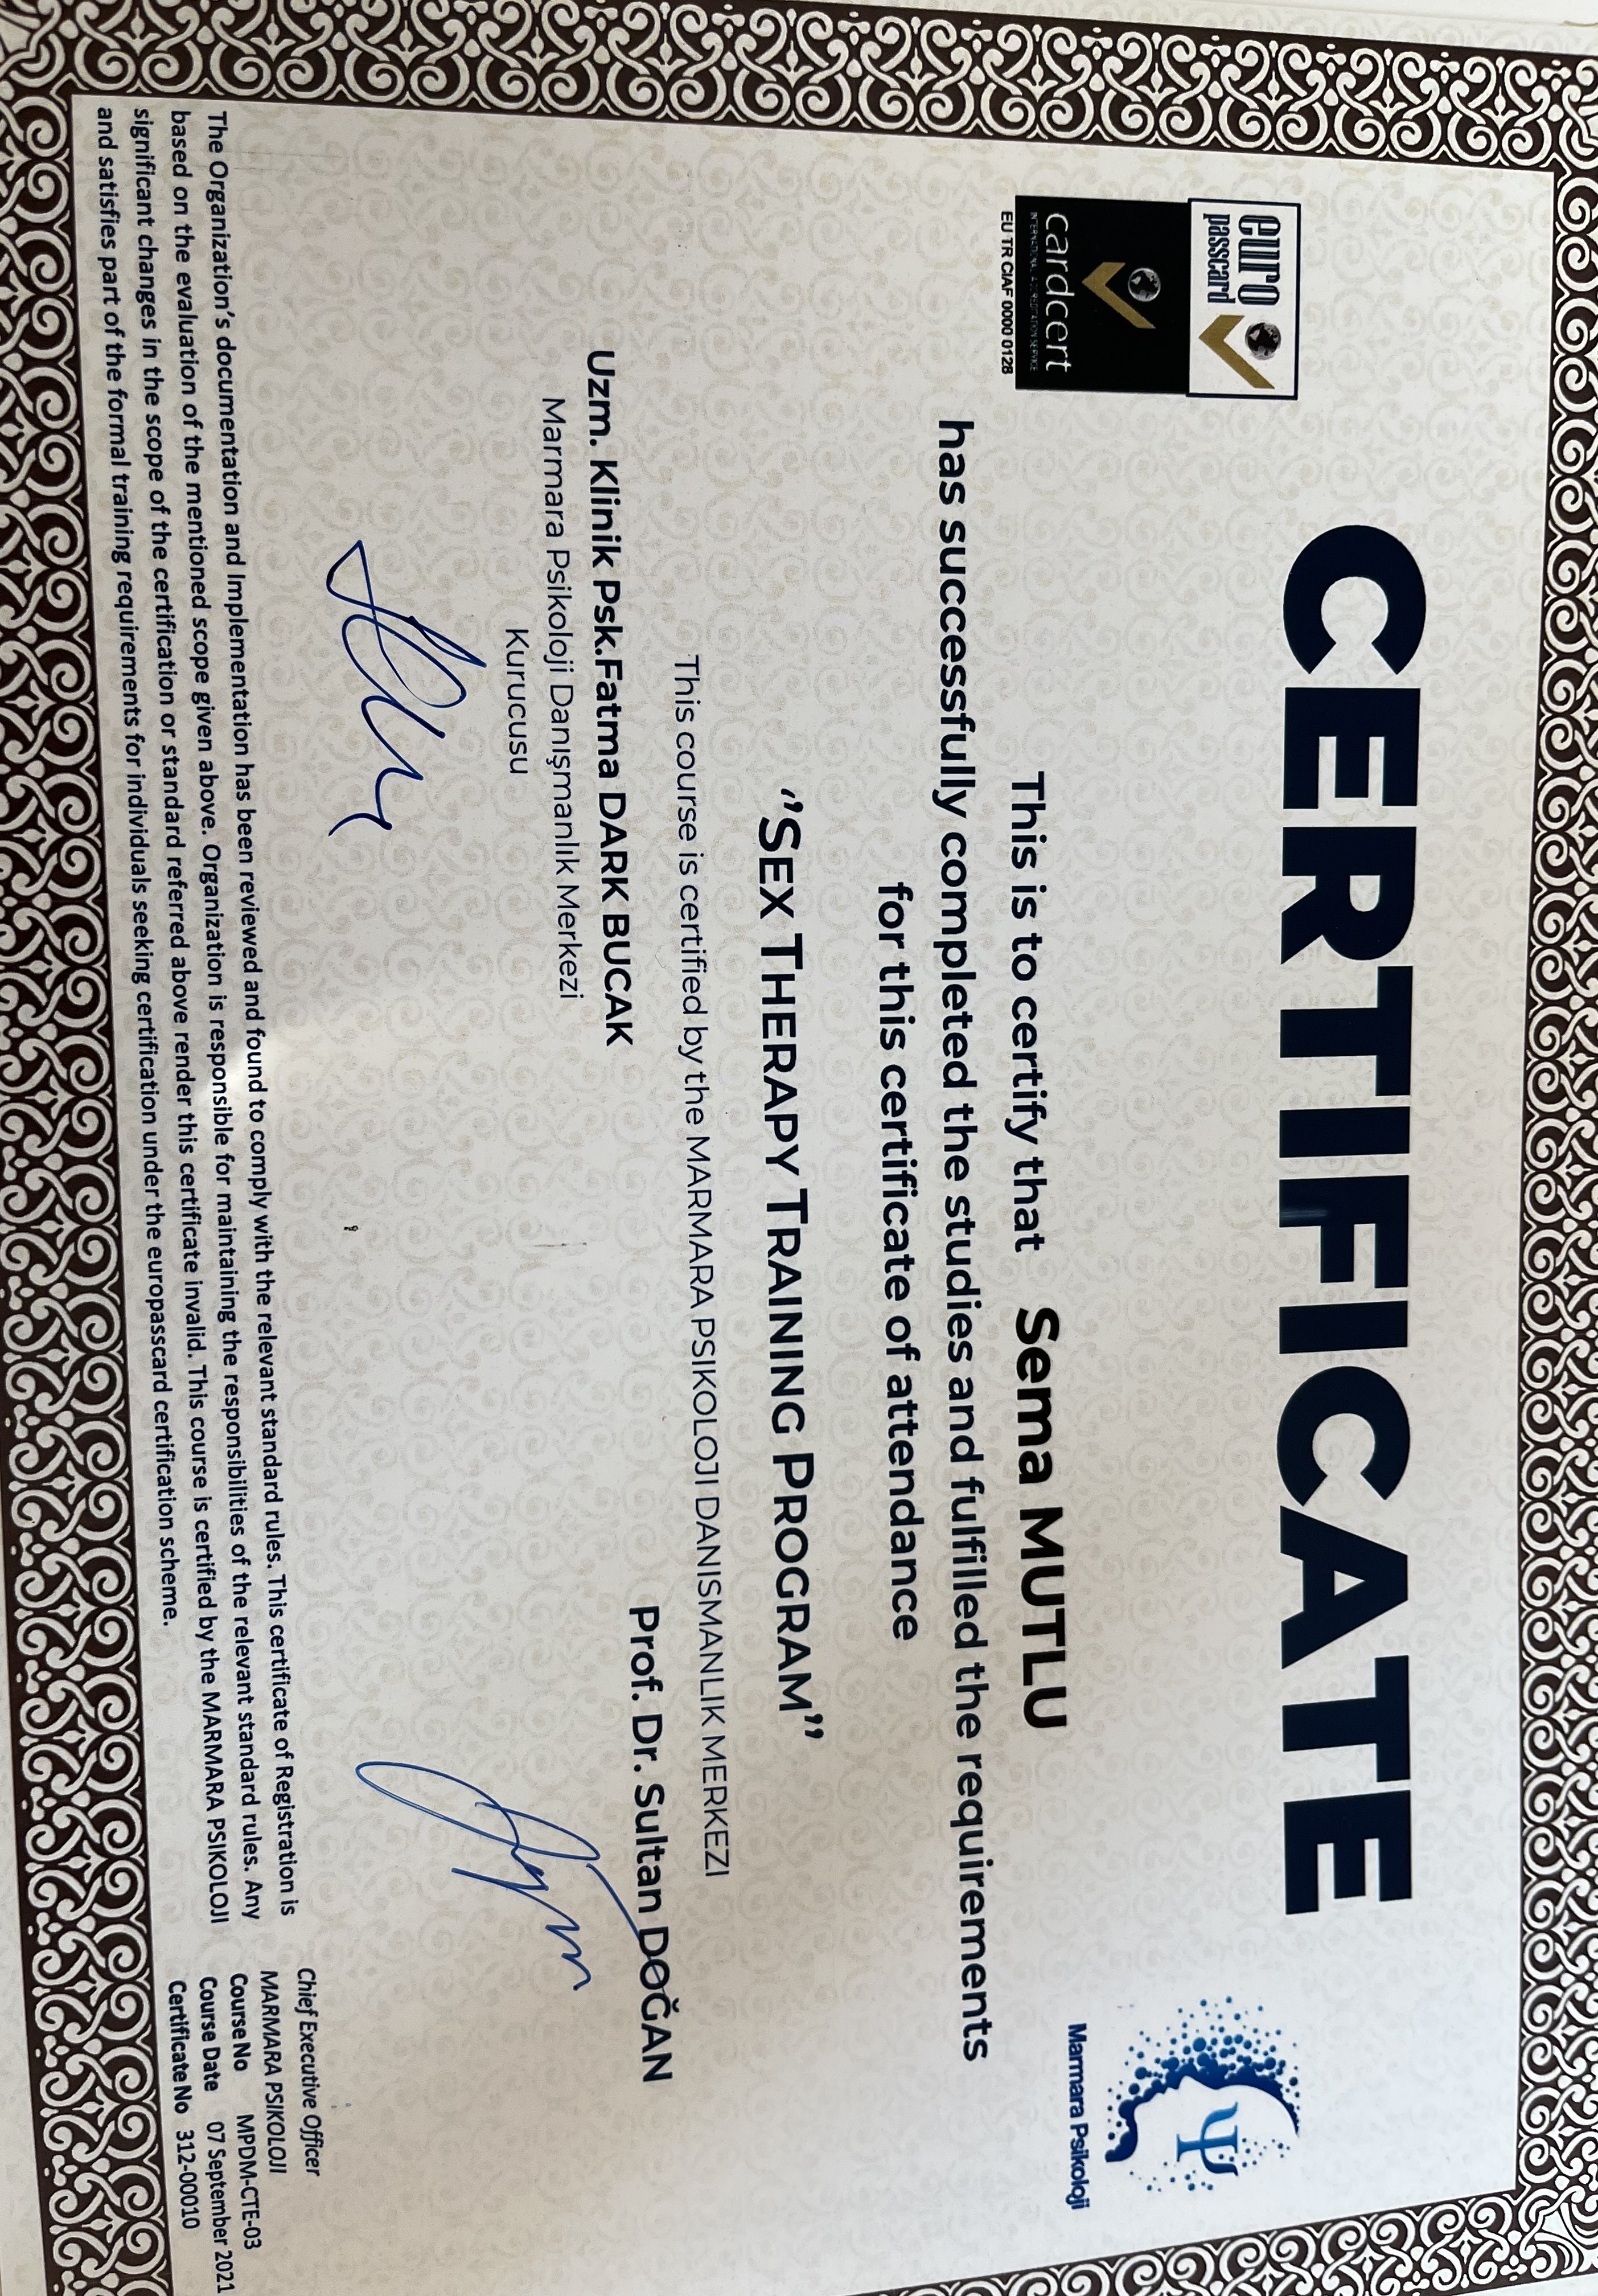 CERTIFICATE
euro
passcard
cardcert
INTERNATIONAL ACCREDITATION SERVICE
EU TR CIAF 0000 0128
Ψ
Marmara Psikoloji
This is to certify that Sema MUTLU
has successfully completed the studies and fulfilled the requirements
for this certificate of attendance
‘’SEX THERAPY TRAINING PROGRAM’’
This course is certified by the MARMARA PSIKOLOJI DANISMANLIK MERKEZI
Uzm. Klinik Psk.Fatma DARK BUCAK
Marmara Psikoloji Danışmanlık Merkezi
Kurucusu
Prof. Dr. Sultan DOĞAN
The Organization’s documentation and Implementation has been reviewed and found to comply with the relevant standard rules. This certificate of Registration is
based on the evaluation of the mentioned scope given above. Organization is responsible for maintaining the responsibilities of the relevant standard rules. Any
significant changes in the scope of the certification or standard referred above render this certificate invalid. This course is certified by the MARMARA PSIKOLOJI
and satisfies part of the formal training requirements for individuals seeking certification under the europasscard certification scheme.
Chief Executive Officer
MARMARA PSIKOLOJI
Course No MPDM-CTE-03
Course Date 07 September 2021
Certificate No 312-00010